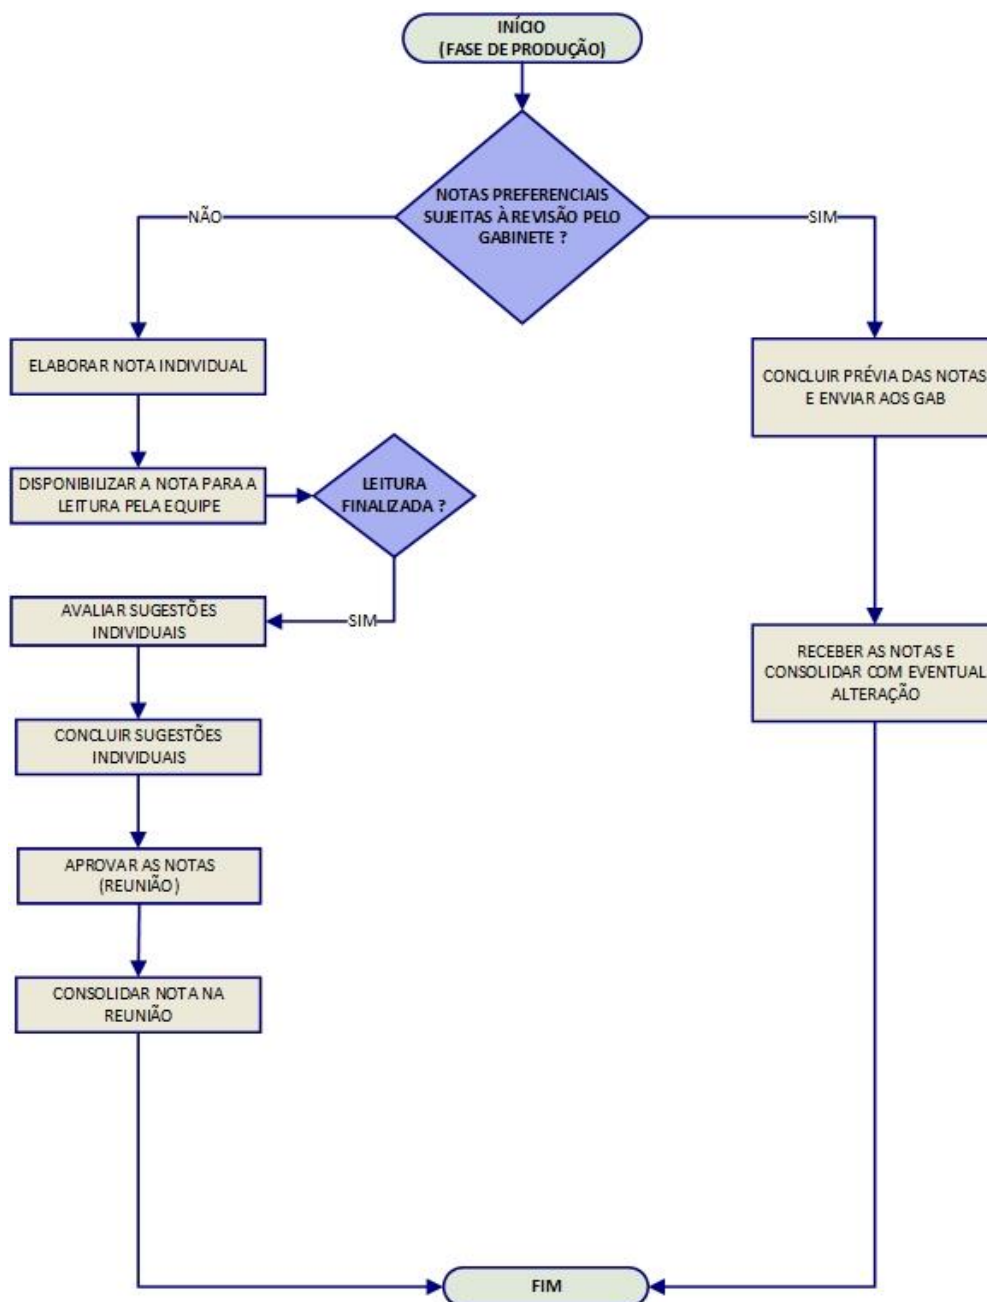 INÍCIO
(FASE DE PRODUÇÃO)
NOTAS PREFERENCIAIS
SUJEITAS À REVISÃO PELO
GABINETE ?
NÃO
SIM
ELABORAR NOTA INDIVIDUAL
CONCLUIR PRÉVIA DAS NOTAS
E ENVIAR AOS GAB
DISPONIBILIZAR A NOTA PARA A
LEITURA PELA EQUIPE
LEITURA
FINALIZADA ?
SIM
AVALIAR SUGESTÕES
INDIVIDUAIS
RECEBER AS NOTAS E
CONSOLIDAR COM EVENTUAL
ALTERAÇÃO
CONCLUIR SUGESTÕES
INDIVIDUAIS
APROVAR AS NOTAS
(REUNIÃO)
CONSOLIDAR NOTA NA
REUNIÃO
FIM